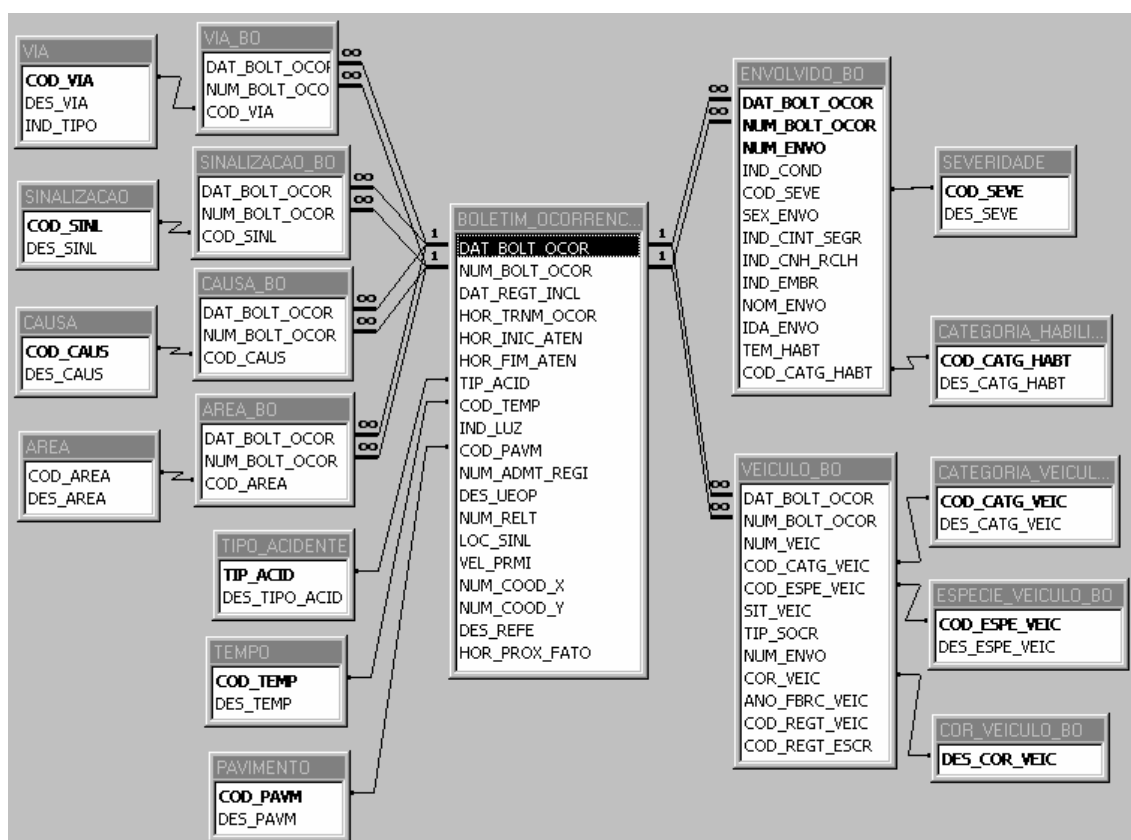 VIA
COD_VIA
DES_VIA
IND_TIPO
VIA_BO
DAT_BOLT_OCOR
NUM_BOLT_OCO
COD_VIA
SINALIZACAO
COD_SINL
DES_SINL
SINALIZACAO_BO
DAT_BOLT_OCOR
NUM_BOLT_OCOR
COD_SINL
CAUSA
COD_CAUS
DES_CAUS
CAUSA_BO
DAT_BOLT_OCOR
NUM_BOLT_OCOR
COD_CAUS
AREA
COD_AREA
DES_AREA
AREA_BO
DAT_BOLT_OCOR
NUM_BOLT_OCOR
COD_AREA
TIPO_ACIDENTE
TIP_ACID
DES_TIPO_ACID
TEMPO
COD_TEMP
DES_TEMP
PAVIMENTO
COD_PAVM
DES_PAVM
∞
∞
∞
∞
∞
∞
∞
∞
1
1
BOLETIM_OCORRENC...
DAT_BOLT_OCOR
NUM_BOLT_OCOR
DAT_REGT_INCL
HOR_TRNM_OCOR
HOR_INIC_ATEN
HOR_FIM_ATEN
TIP_ACID
COD_TEMP
IND_LUZ
COD_PAVM
NUM_ADMT_REGI
DES_UEOP
NUM_RELT
LOC_SINL
VEL_PRMI
NUM_COOD_X
NUM_COOD_Y
DES_REFE
HOR_PROX_FATO
1
1
∞
∞
∞
∞
ENVOLVIDO_BO
DAT_BOLT_OCOR
NUM_BOLT_OCOR
NUM_ENVO
IND_COND
COD_SEVE
SEX_ENVO
IND_CINT_SEGR
IND_CNH_RCLH
IND_EMBR
NOM_ENVO
IDA_ENVO
TEM_HABT
COD_CATG_HABT
SEVERIDADE
COD_SEVE
DES_SEVE
CATEGORIA_HABILI...
COD_CATG_HABT
DES_CATG_HABT
VEICULO_BO
DAT_BOLT_OCOR
NUM_BOLT_OCOR
NUM_VEIC
COD_CATG_VEIC
COD_ESPE_VEIC
SIT_VEIC
TIP_SOCR
NUM_ENVO
COR_VEIC
ANO_FBRC_VEIC
COD_REGT_VEIC
COD_REGT_ESCR
CATEGORIA_VEICUL...
COD_CATG_VEIC
DES_CATG_VEIC
ESPECIE_VEICULO_BO
COD_ESPE_VEIC
DES_ESPE_VEIC
COR_VEICULO_BO
DES_COR_VEIC